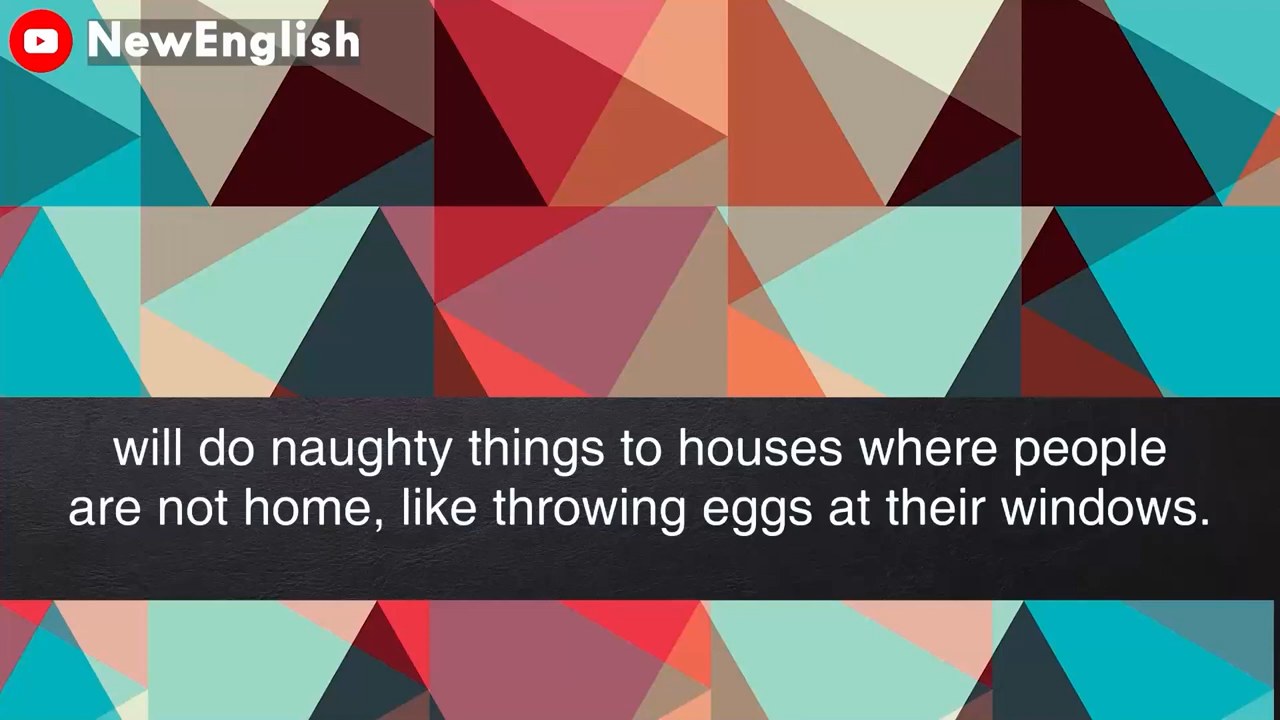 NewEnglish
will do naughty things to houses where people
are not home, like throwing eggs at their windows.